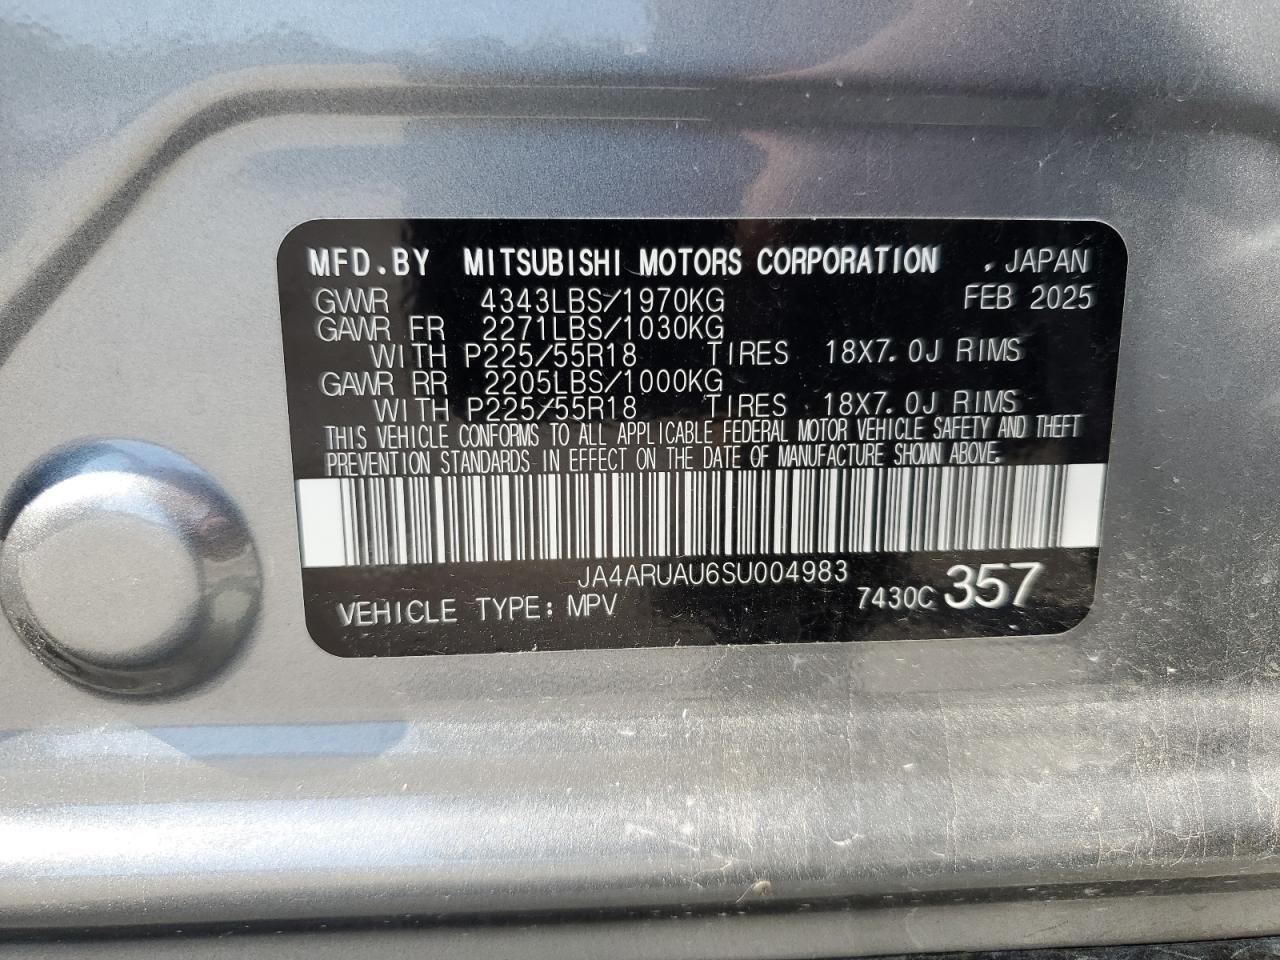 MFD.BY MITSUBISHI MOTORS CORPORATION . JAPAN
GVWR 4343LBS/1970KG FEB 2025
GAWR FR 2271LBS/1030KG
WITH P225/55R18 TIRES 18X7.0J RIMS
GAWR RR 2205LBS/1000KG
WITH P225/55R18 TIRES 18X7.0J RIMS
THIS VEHICLE CONFORMS TO ALL APPLICABLE FEDERAL MOTOR VEHICLE SAFETY AND THEFT
PREVENTION STANDARDS IN EFFECT ON THE DATE OF MANUFACTURE SHOWN ABOVE.
JA4ARUAU6SU004983
VEHICLE TYPE: MPV 7430C 357